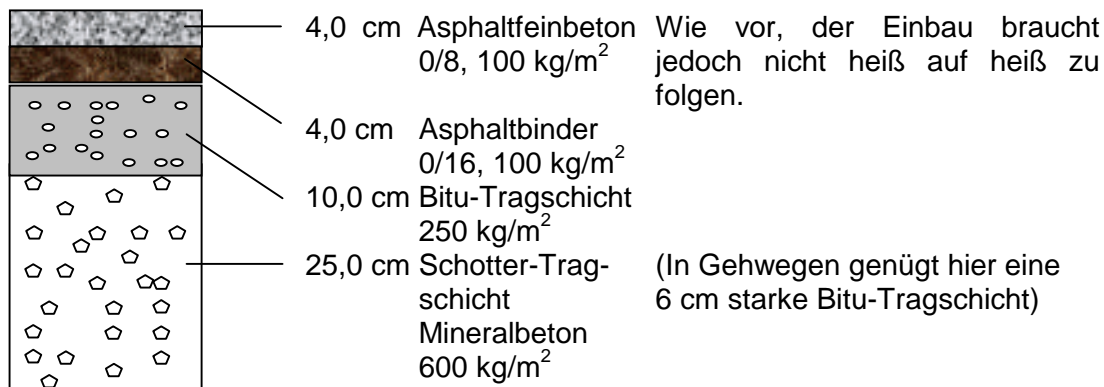 4,0 cm Asphaltfeinbeton Wie vor, der Einbau braucht
0/8, 100 kg/m² jedoch nicht heiß auf heiß zu
folgen.
4,0 cm Asphaltbinder
0/16, 100 kg/m²
10,0 cm Bitu-Tragschicht
250 kg/m²
25,0 cm Schotter-Trag- (In Gehwegen genügt hier eine
schicht 6 cm starke Bitu-Tragschicht)
Mineralbeton
600 kg/m²